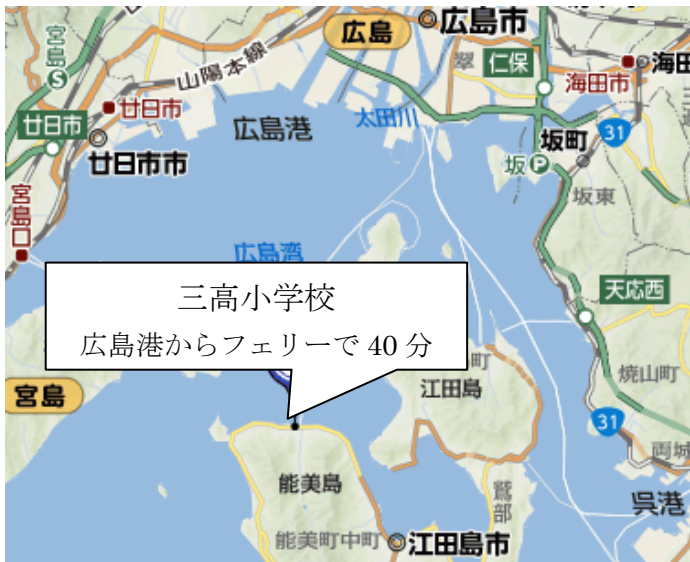 宮島
S
山陽本線
広島
広島市
翠
仁保
海田市
海田
廿日市
廿日市
廿日市市
広島港
太田川
坂町
31
坂
P
坂東
宮島口
広島湾
天応西
三高小学校
広島港からフェリーで 40 分
町
江田島
焼山町
宮島
31
両城
能美島
鷲部
呉港
能美町中町
江田島市